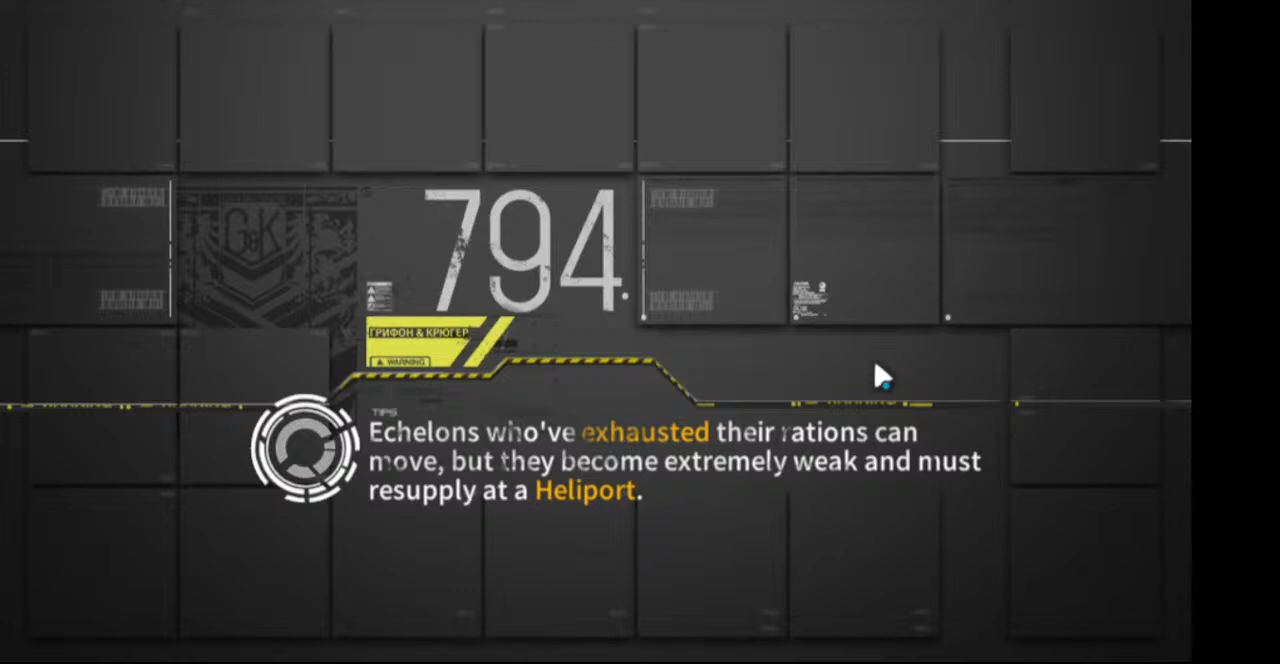 G&K
794.
ГРИФОН & КРЮГЕР
WARNING
TIPS
Echelons who've exhausted their rations can
move, but they become extremely weak and must
resupply at a Heliport.